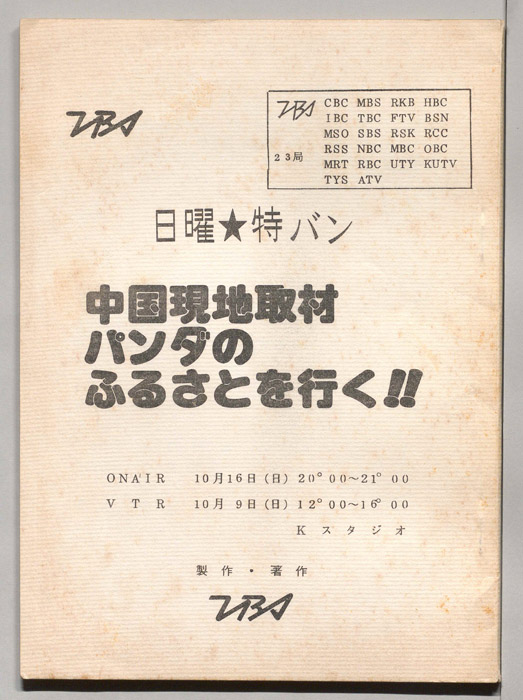 TBS
TBS CBC MBS RKB HBC
IBC TBC FTV BSN
MSO SBS RSK RCC
23局 RSS NBC MBC OBC
MRT RBC UTY KUTV
TYS ATV
日曜★特バン
中国現地取材
パンダの
ふるさとを行く!!
ONAIR 10月16日(日) 20°00〜21°00
VTR 10月9日(日) 12°00〜16°00
Kスタジオ
製作・著作
TBS